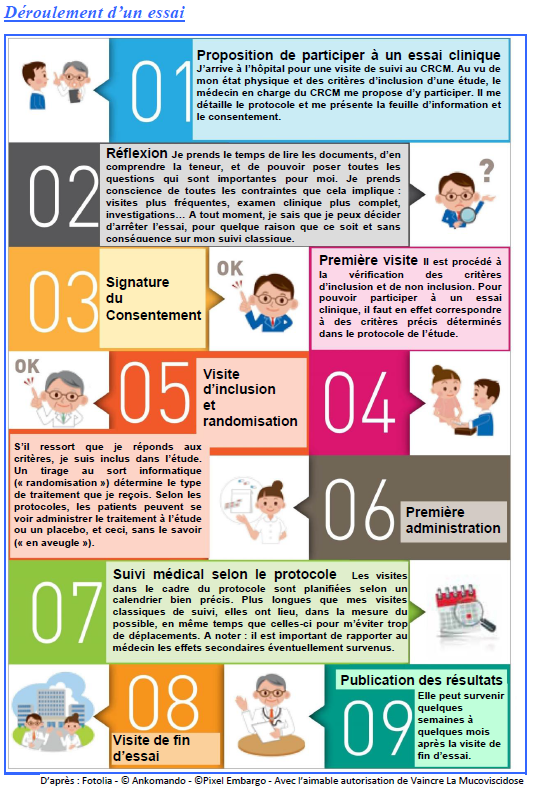 Déroulement d'un essai
01
Proposition de participer à un essai clinique
J'arrive à l'hôpital pour une visite de suivi au CRCM. Au vu de
mon état physique et des critères d'inclusion d'une étude, le
médecin en charge du CRCM me propose d'y participer. Il me
détaille le protocole et me présente la feuille d'information et
le consentement.
02
Réflexion Je prends le temps de lire les documents, d'en
comprendre la teneur, et de pouvoir poser toutes les
questions qui sont importantes pour moi. Je prends
conscience de toutes les contraintes que cela implique :
visites plus fréquentes, examen clinique plus complet,
investigations… A tout moment, je sais que je peux décider
d'arrêter l'essai, pour quelque raison que ce soit et sans
conséquence sur mon suivi classique.
?
03
Signature
du
Consentement
OK
Première visite Il est procédé à
la vérification des critères
d'inclusion et de non inclusion. Pour
pouvoir participer à un essai
clinique, il faut en effet correspondre
à des critères précis déterminés
dans le protocole de l'étude.
04
OK
05
Visite
d'inclusion
et
randomisation
S'il ressort que je réponds aux
critères, je suis inclus dans l'étude.
Un tirage au sort informatique
(« randomisation ») détermine le type
de traitement que je reçois. Selon les
protocoles, les patients peuvent se
voir administrer le traitement à l'étude
ou un placebo, et ceci, sans le savoir
(« en aveugle »).
06
Première
administration
07
Suivi médical selon le protocole Les visites
dans le cadre du protocole sont planifiées selon un
calendrier bien précis. Plus longues que mes visites
classiques de suivi, elles ont lieu, dans la mesure du
possible, en même temps que celles-ci pour m'éviter trop
de déplacements. A noter : il est important de rapporter au
médecin les effets secondaires éventuellement survenus.
08
Visite de fin
d'essai
09
Publication des résultats
Elle peut survenir
quelques
semaines à
quelques mois
après la visite de
fin d'essai.
D'après : Fotolia - © Ankomando - ©Pixel Embargo - Avec l'aimable autorisation de Vaincre La Mucoviscidose